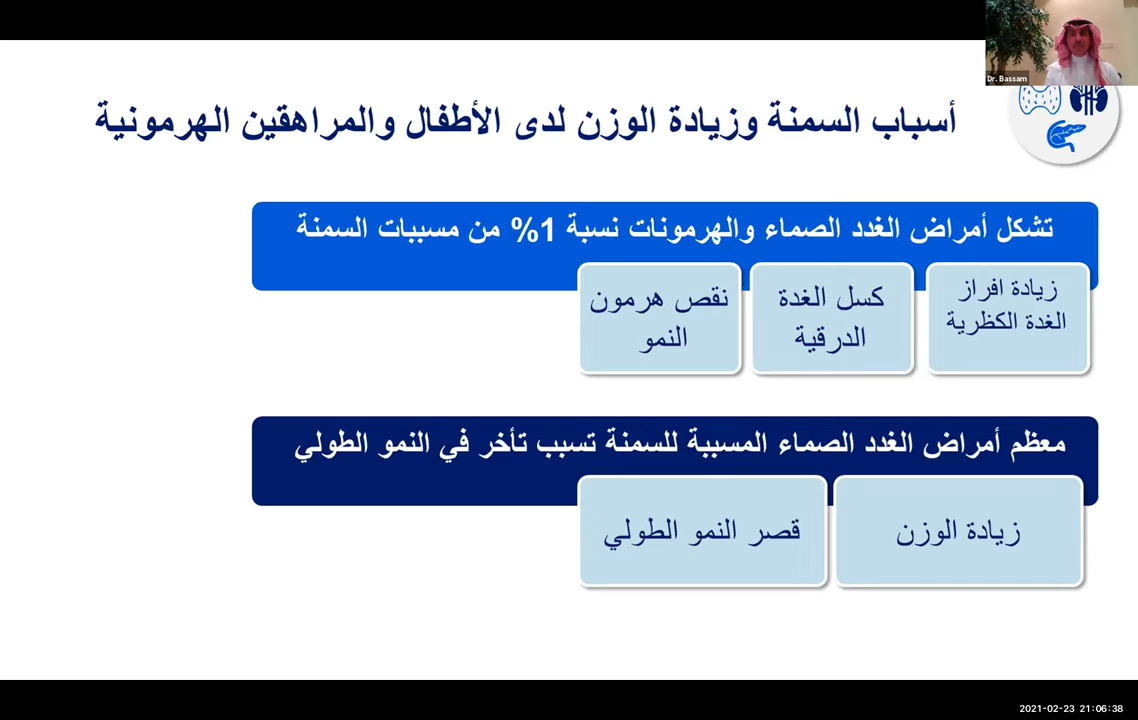 Dr. Bassam
أسباب السمنة وزيادة الوزن لدى الأطفال والمراهقين الهرمونية
تشكل أمراض الغدد الصماء والهرمونات نسبة 1% من مسببات السمنة
زيادة افراز
الغدة الكظرية
كسل الغدة
الدرقية
نقص هرمون
النمو
معظم أمراض الغدد الصماء المسببة للسمنة تسبب تأخر في النمو الطولي
زيادة الوزن
قصر النمو الطولي
2021-02-23 21:06:38